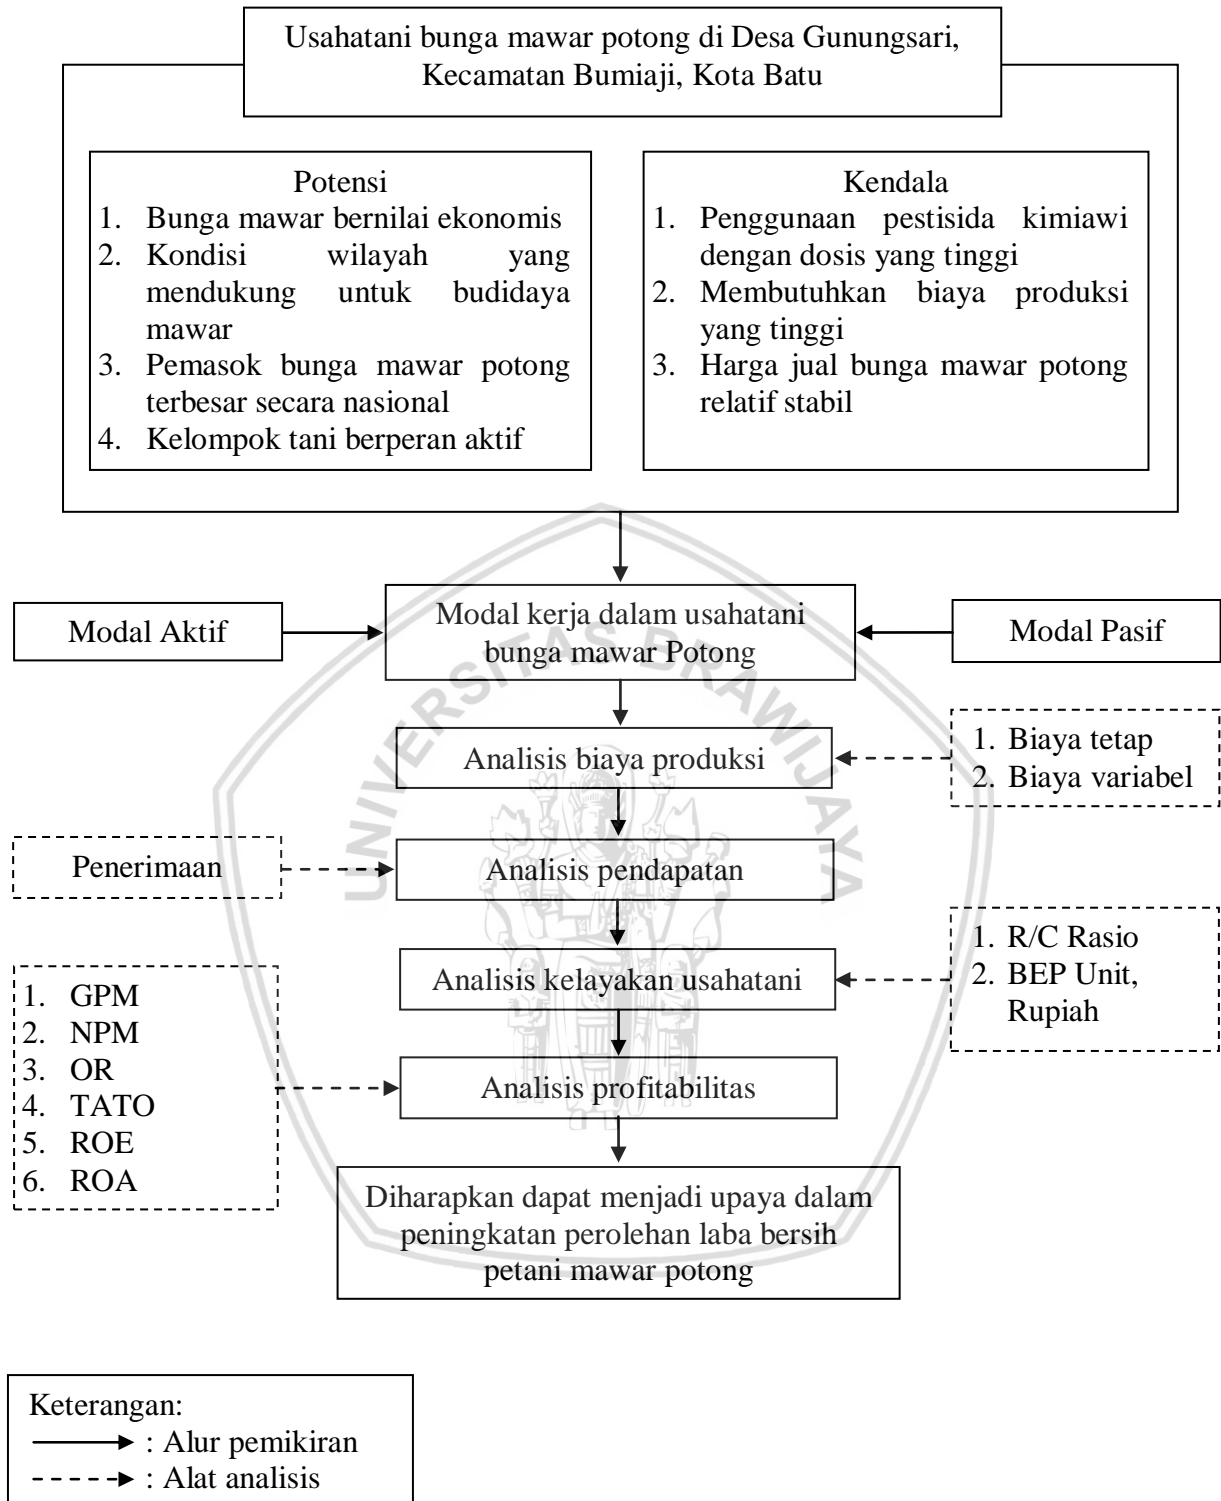 Usahatani bunga mawar potong di Desa Gunungsari,
Kecamatan Bumiaji, Kota Batu
Potensi
1. Bunga mawar bernilai ekonomis
2. Kondisi wilayah yang
mendukung untuk budidaya
mawar
3. Pemasok bunga mawar potong
terbesar secara nasional
4. Kelompok tani berperan aktif
Kendala
1. Penggunaan pestisida kimiawi
dengan dosis yang tinggi
2. Membutuhkan biaya produksi
yang tinggi
3. Harga jual bunga mawar potong
relatif stabil
Modal Aktif
Modal kerja dalam usahatani
bunga mawar Potong
Modal Pasif
UNIVERSITAS BRAWIJAYA
Analisis biaya produksi
1. Biaya tetap
2. Biaya variabel
Penerimaan
Analisis pendapatan
Analisis kelayakan usahatani
1. R/C Rasio
2. BEP Unit,
Rupiah
1. GPM
2. NPM
3. OR
4. TATO
5. ROE
6. ROA
Analisis profitabilitas
Diharapkan dapat menjadi upaya dalam
peningkatan perolehan laba bersih
petani mawar potong
Keterangan:
: Alur pemikiran
: Alat analisis